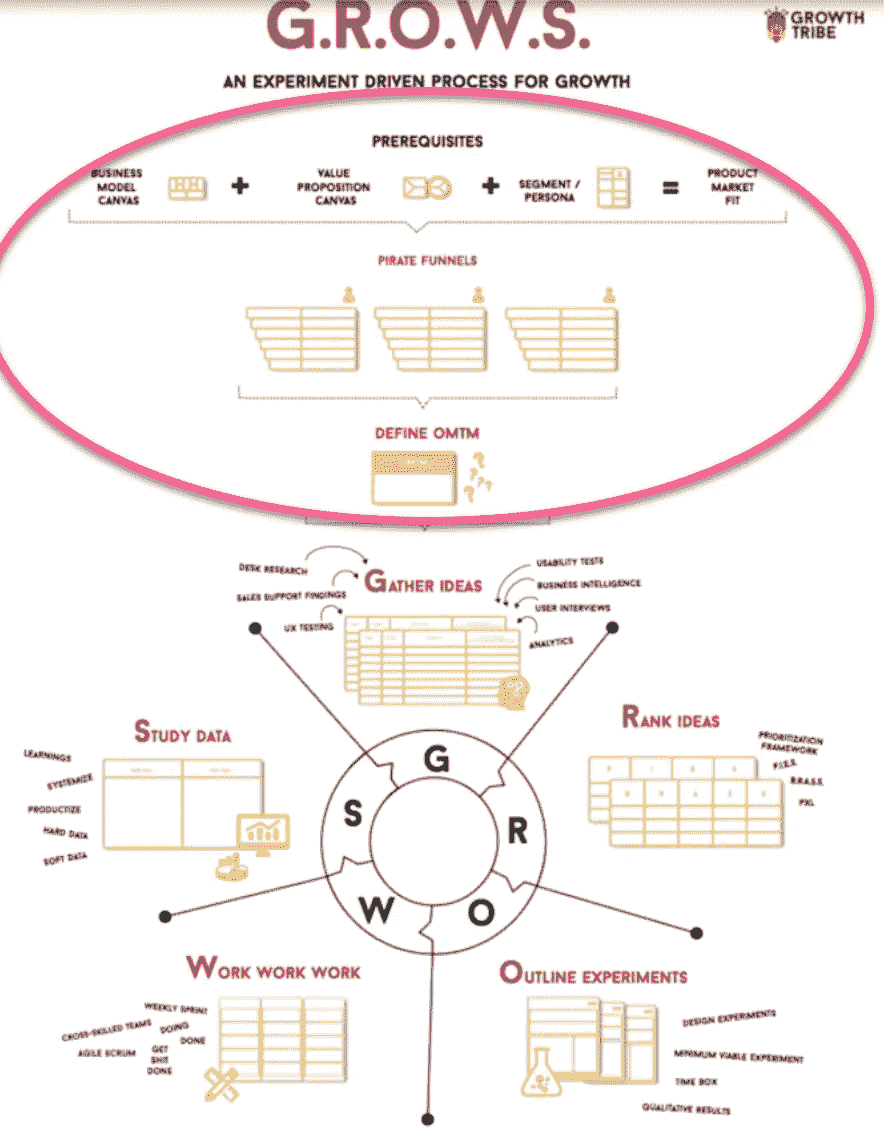 G.R.O.W.S.
GROWTH
TRIBE
AN EXPERIMENT DRIVEN PROCESS FOR GROWTH
PREREQUISITES
BUSINESS
MODEL
CANVAS
+
VALUE
PROPOSITION
CANVAS
+
SEGMENT /
PERSONA
=
PRODUCT
MARKET
FIT
PIRATE FUNNELS
DEFINE OMTM
? ? ? ?
GATHER IDEAS
DESK RESEARCH
SALES SUPPORT FINDINGS
UX TESTING
USABILITY TESTS
BUSINESS INTELLIGENCE
USER INTERVIEWS
ANALYTICS
RANK IDEAS
PRIORITIZATION
FRAMEWORK
P.I.E.S.
B.R.A.S.S.
PXL
STUDY DATA
LEARNINGS
SYSTEMIZE
PRODUCTIZE
HARD DATA
SOFT DATA
G
R
O
W
S
WORK WORK WORK
WEEKLY SPRINT
CROSS-SKILLED TEAMS
DOING
DONE
AGILE SCRUM
GET
SHIT
DONE
OUTLINE EXPERIMENTS
DESIGN EXPERIMENTS
MINIMUM VIABLE EXPERIMENT
TIME BOX
QUALITATIVE RESULTS